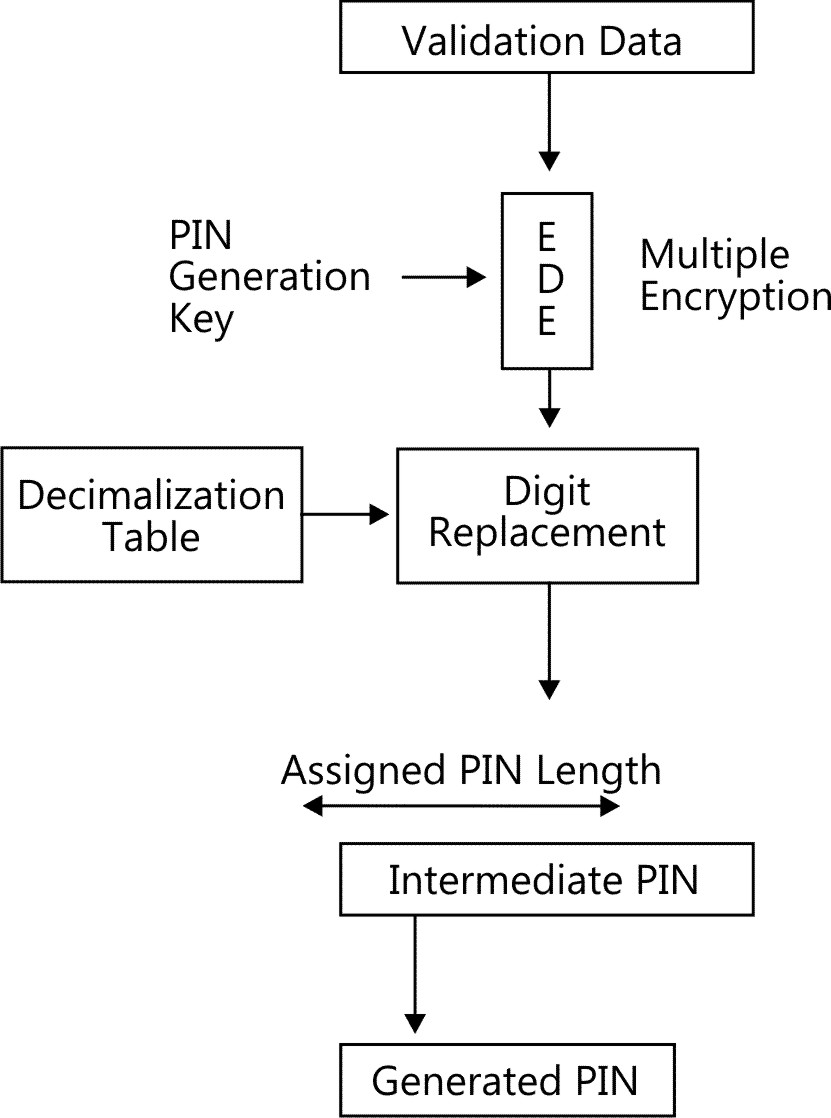 Validation Data
PIN
Generation
Key
E
D
E
Multiple
Encryption
Decimalization
Table
Digit
Replacement
Assigned PIN Length
Intermediate PIN
Generated PIN